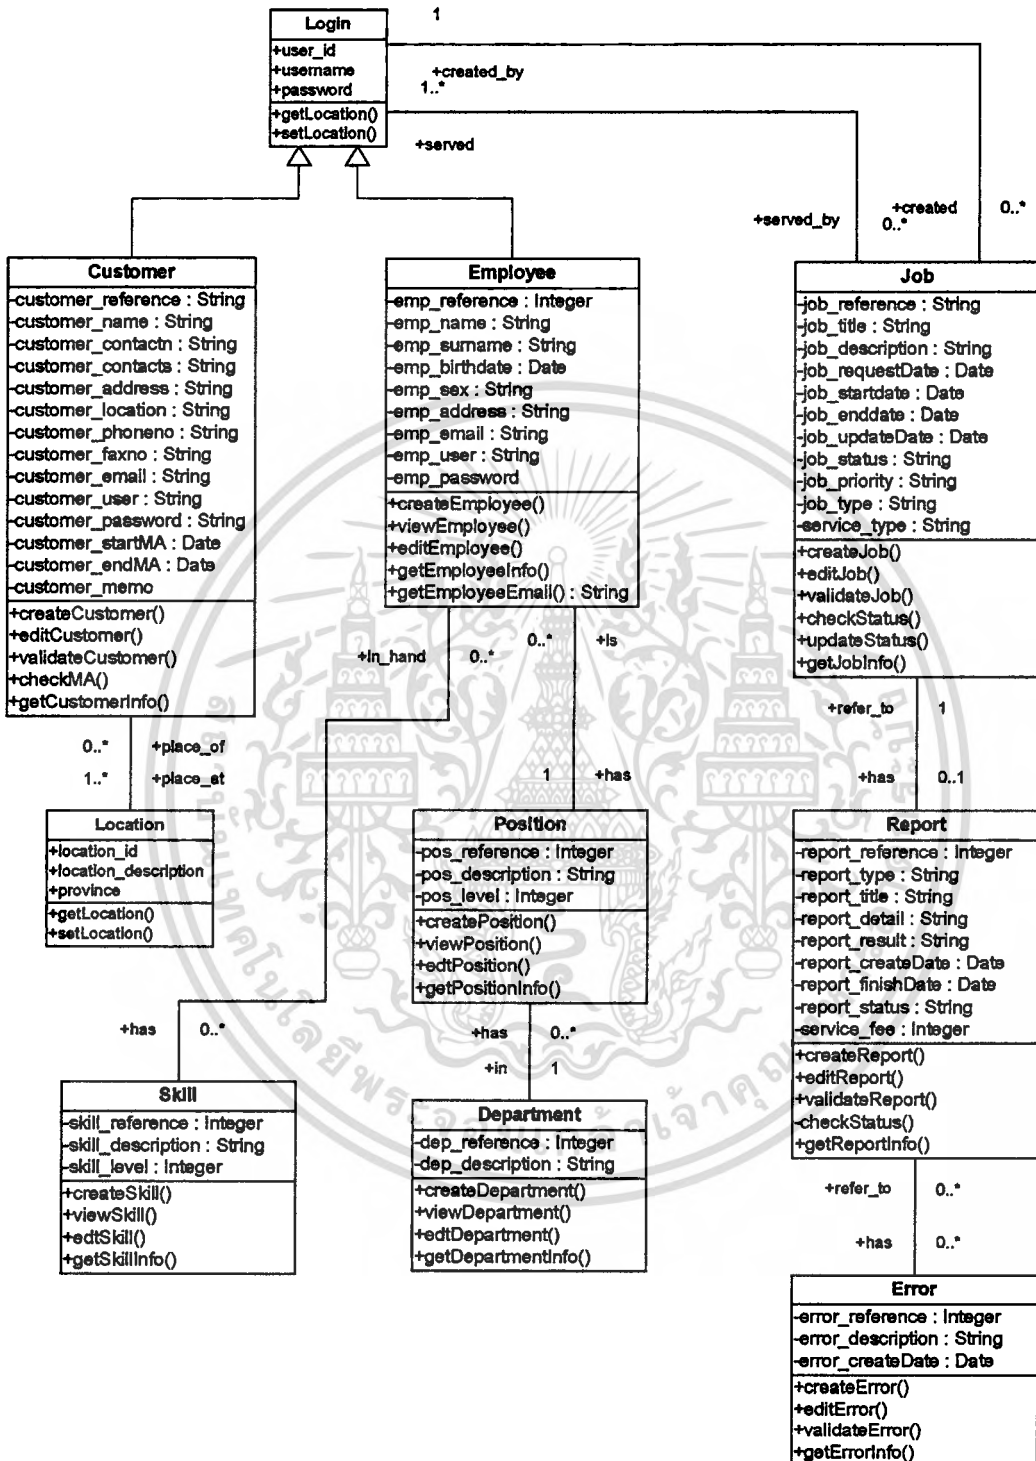 Login
+user_id
+username
+password
+getLocation()
+setLocation()
1
+created_by
1..*
+served
+served_by
0..*
+created
0..*
Customer
-customer_reference : String
-customer_name : String
-customer_contactn : String
-customer_contacts : String
-customer_address : String
-customer_location : String
-customer_phoneno : String
-customer_faxno : String
-customer_email : String
-customer_user : String
-customer_password : String
-customer_startMA : Date
-customer_endMA : Date
-customer_memo
+createCustomer()
+editCustomer()
+validateCustomer()
+checkMA()
+getCustomerInfo()
Employee
-emp_reference : Integer
-emp_name : String
-emp_surname : String
-emp_birthdate : Date
-emp_sex : String
-emp_address : String
-emp_email : String
-emp_user : String
-emp_password
+createEmployee()
+viewEmployee()
+editEmployee()
+getEmployeeInfo()
+getEmployeeEmail() : String
Job
-job_reference : String
-job_title : String
-job_description : String
-job_requestDate : Date
-job_startdate : Date
-job_enddate : Date
-job_updateDate : Date
-job_status : String
-job_priority : String
-job_type : String
-service_type : String
+createJob()
+editJob()
+validateJob()
+checkStatus()
+updateStatus()
+getJobInfo()
+in_hand
0..*
0..*
+is
+refer_to
1
0..*
+place_of
1..*
+place_at
1
+has
+has
0..1
Location
+location_id
+location_description
+province
+getLocation()
+setLocation()
Position
-pos_reference : Integer
-pos_description : String
-pos_level : Integer
+createPosition()
+viewPosition()
+edtPosition()
+getPositionInfo()
Report
-report_reference : Integer
-report_type : String
-report_title : String
-report_detail : String
-report_result : String
-report_createDate : Date
-report_finishDate : Date
-report_status : String
-service_fee : Integer
+createReport()
+editReport()
+validateReport()
-checkStatus()
+getReportInfo()
+has
0..*
+has
0..*
+in
1
Skill
-skill_reference : Integer
-skill_description : String
-skill_level : Integer
+createSkill()
+viewSkill()
+edtSkill()
+getSkillInfo()
Department
-dep_reference : Integer
-dep_description : String
+createDepartment()
+viewDepartment()
+edtDepartment()
+getDepartmentInfo()
+refer_to
0..*
+has
0..*
Error
-error_reference : Integer
-error_description : String
-error_createDate : Date
+createError()
+editError()
+validateError()
+getErrorInfo()